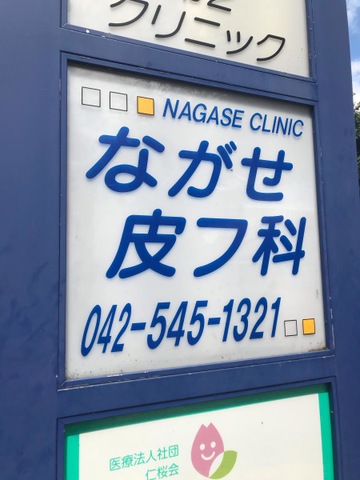 クリニック
NAGASE CLINIC
ながせ
皮フ科
042-545-1321
医療法人社団
仁桜会